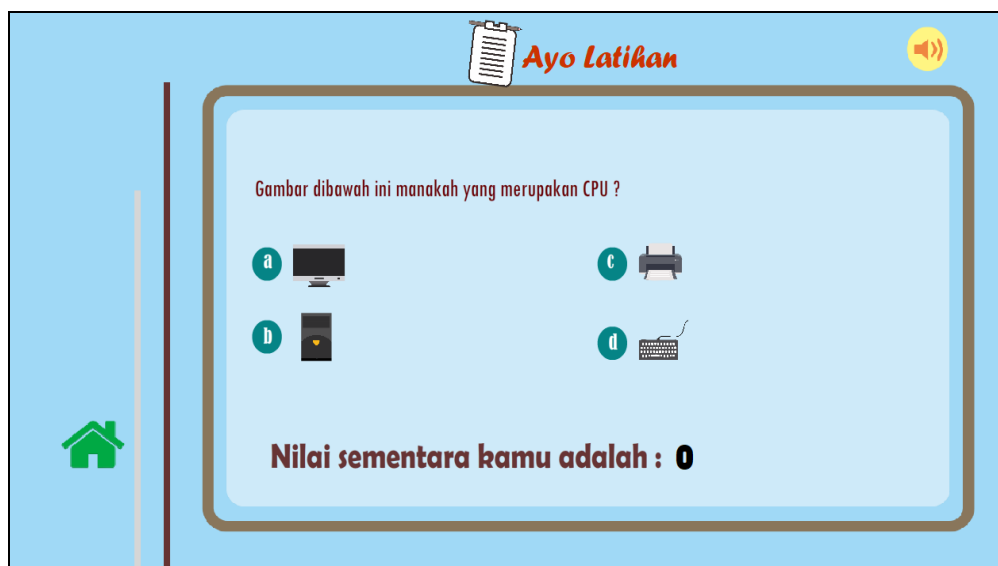 Ayo Latihan
Gambar dibawah ini manakah yang merupakan CPU ?
a
c
b
d
Nilai sementara kamu adalah : 0